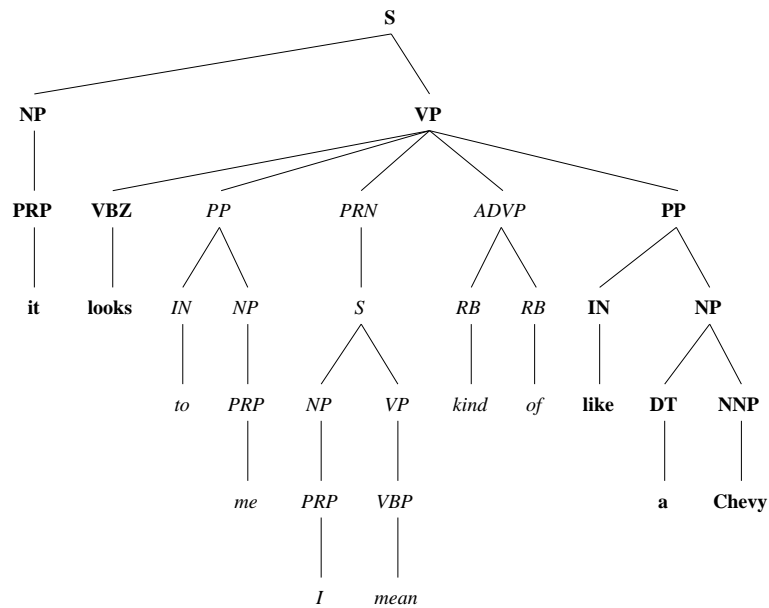 S
NP VP
PRP VBZ PP PRN ADVP PP
it looks IN NP S RB RB IN NP
to PRP NP VP kind of like DT NNP
me PRP VBP a Chevy
I mean